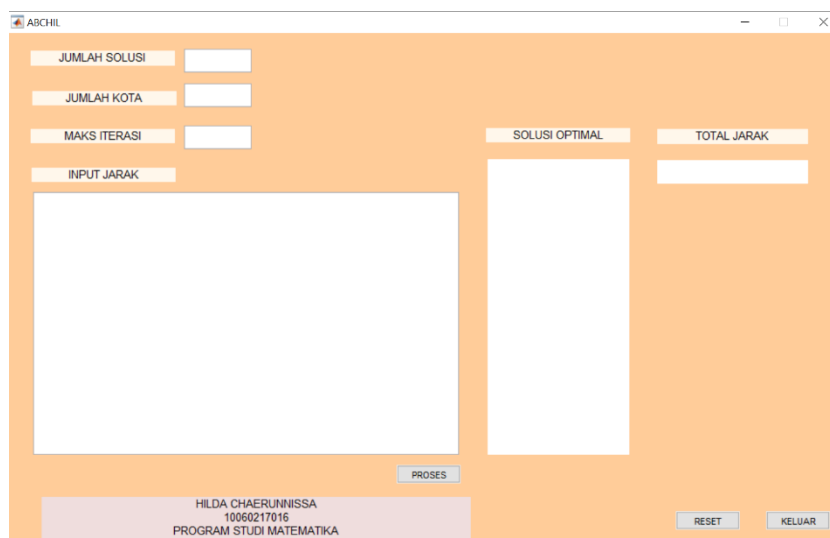 ABCHIL
JUMLAH SOLUSI
JUMLAH KOTA
MAKS ITERASI
SOLUSI OPTIMAL
TOTAL JARAK
INPUT JARAK
PROSES
HILDA CHAERUNNISSA
10060217016
PROGRAM STUDI MATEMATIKA
RESET
KELUAR